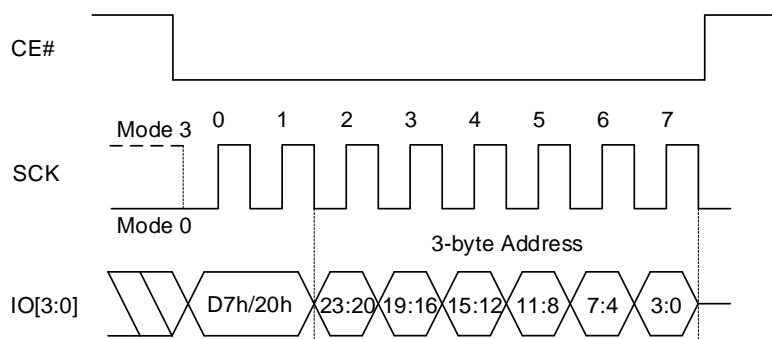 CE#
Mode 3
0 1 2 3 4 5 6 7
SCK
Mode 0
3-byte Address
IO[3:0]
D7h/20h 23:20 19:16 15:12 11:8 7:4 3:0